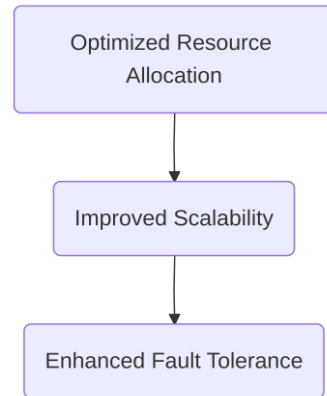 Optimized Resource
Allocation
Improved Scalability
Enhanced Fault Tolerance